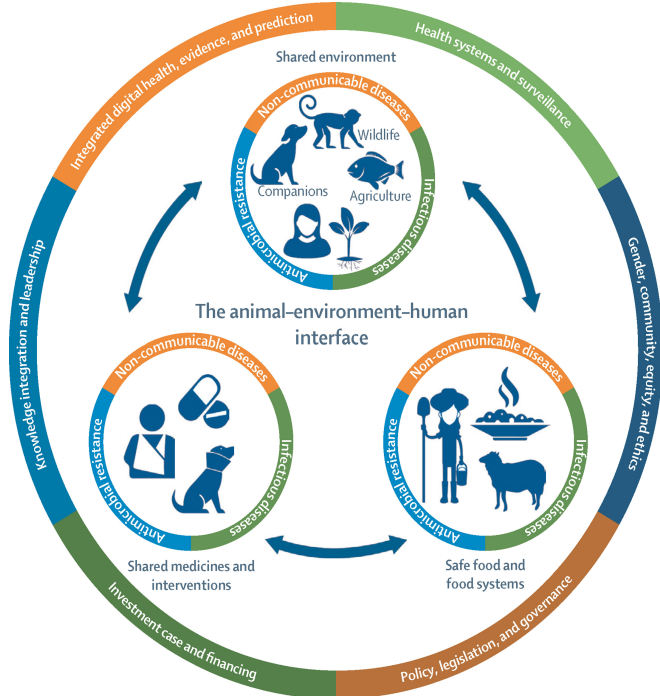 Integrated digital health, evidence, and prediction
Health systems and surveillance
Shared environment
Non-communicable diseases
Wildlife
Companions
Agriculture
Antimicrobial resistance
Infectious diseases
Knowledge integration and leadership
Gender, community, equity, and ethics
The animal–environment–human
interface
Non-communicable diseases
Antimicrobial resistance
Infectious diseases
Shared medicines and
interventions
Non-communicable diseases
Antimicrobial resistance
Infectious diseases
Safe food and
food systems
Investment case and financing
Policy, legislation, and governance